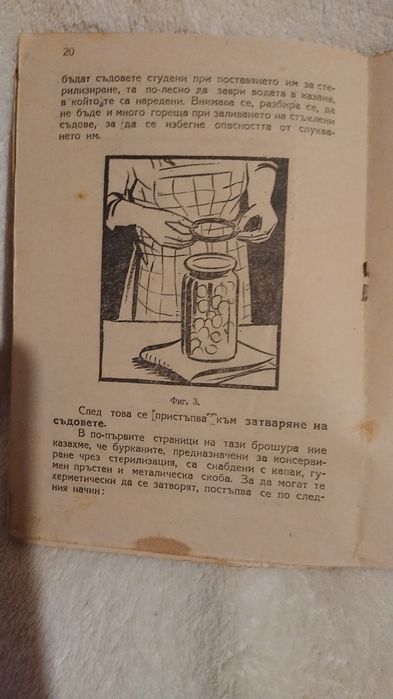 20
бъдат съдовете студени при поставянето им за сте-
рилизиране, та по-лесно да заври водата в казана,
в който те са наредени. Внимава се, разбира се, да
не бъде и много гореща при заливането на стъклени
съдове, за да се избегне опасността от спуква-
нето им.
Фиг. 3.
След това се пристъпва към затваряне на
съдовете.
В по-първите страници на тази брошура ние
казахме, че бурканите, предназначени за консерви-
ране чрез стерилизация, са снабдени с капак, гу-
мен пръстен и металическа скоба. За да могат те
херметически да се затворят, постъпва се по след-
ния начин: